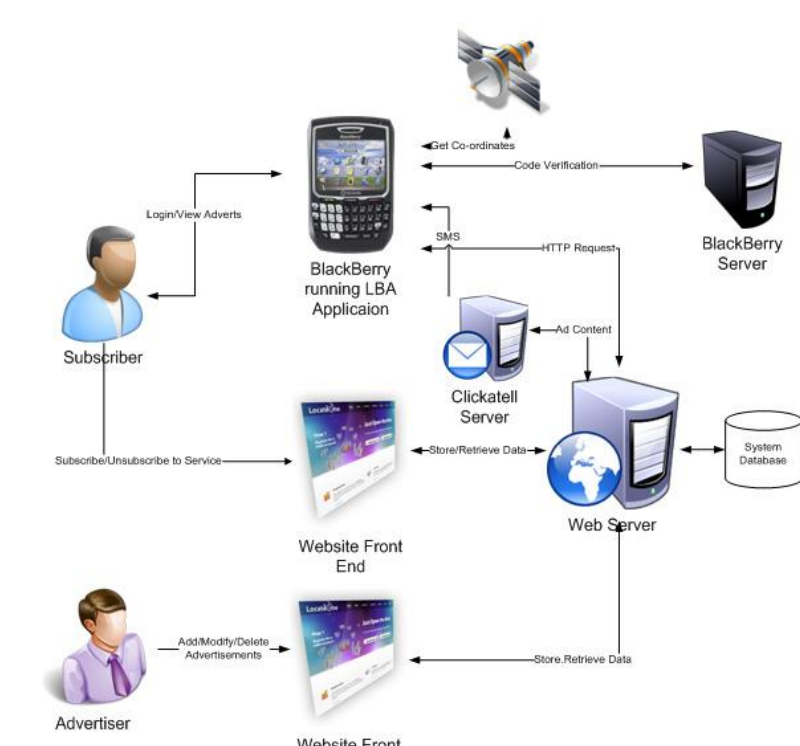 Get Co-ordinates
Code Verification
Login/View Adverts
SMS
HTTP Request
BlackBerry
Server
BlackBerry
running LBA
Applicaion
Subscriber
Ad Content
Clickatell
Server
System
Database
Subscribe/Unsubscribe to Service
Store/Retrieve Data
Web Server
Website Front
End
Add/Modify/Delete
Advertisements
Store.Retrieve Data
Advertiser
Website Front